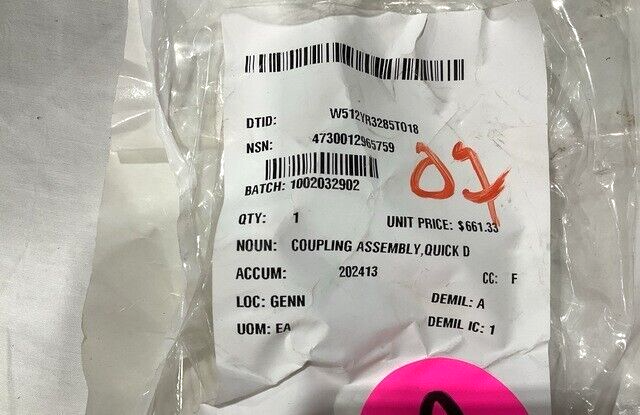 DTID: W512YR3285T018
NSN: 4730012965759
BATCH: 1002032902
QTY: 1 UNIT PRICE: $661.33
NOUN: COUPLING ASSEMBLY,QUICK D
ACCUM: 202413 CC: F
LOC: GENN DEMIL: A
UOM: EA DEMIL IC: 1